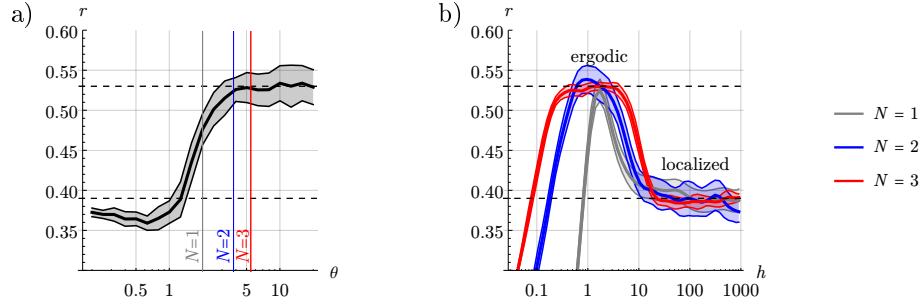 a)
r
0.60
0.55
0.50
0.45
0.40
0.35
N=1
N=2
N=3
0.5 1 5 10
θ
b)
r
0.60
0.55
0.50
0.45
0.40
0.35
ergodic
localized
0.1 1 10 100 1000
h
N = 1
N = 2
N = 3